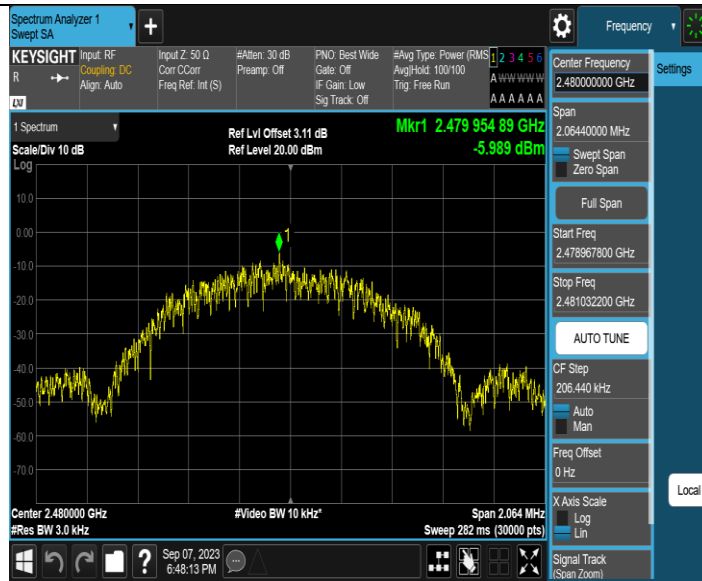 Spectrum Analyzer 1
Swept SA
+
Frequency
KEYSIGHT
R
LXI
Input: RF
Coupling: DC
Align: Auto
Input Z: 50 Ω
Corr CCorr
Freq Ref: Int (S)
#Atten: 30 dB
Preamp: Off
PNO: Best Wide
Gate: Off
IF Gain: Low
Sig Track: Off
#Avg Type: Power (RMS
Avg|Hold: 100/100
Trig: Free Run
1 2 3 4 5 6
A W W W W W
A A A A A A
1 Spectrum
Scale/Div 10 dB
Log
Ref Lvl Offset 3.11 dB
Ref Level 20.00 dBm
Mkr1 2.479 954 89 GHz
-5.989 dBm
10.0
0.00
-10.0
-20.0
-30.0
-40.0
-60.0
-70.0
1
Center 2.480000 GHz
#Res BW 3.0 kHz
#Video BW 10 kHz*
Span 2.064 MHz
Sweep 282 ms (30000 pts)
?
Sep 07, 2023
6:48:13 PM
Center Frequency
2.480000000 GHz
Span
2.06440000 MHz
Swept Span
Zero Span
Full Span
Start Freq
2.478967800 GHz
Stop Freq
2.481032200 GHz
AUTO TUNE
CF Step
206.440 kHz
Auto
Man
Freq Offset
0 Hz
X Axis Scale
Log
Lin
Signal Track
(Span Zoom)
Settings
Local